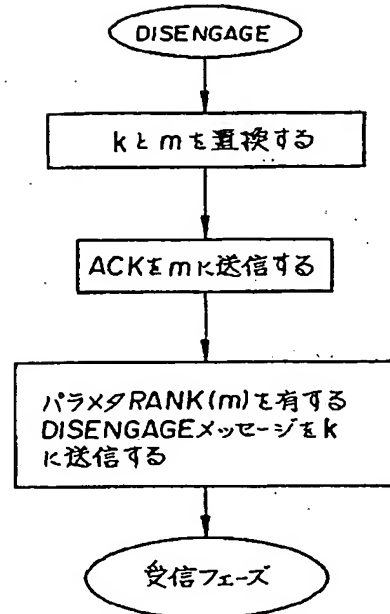 DISENGAGE
kとmを置換する
ACKをmに送信する
パラメタRANK(m)を有する
DISENGAGEメッセージをk
に送信する
受信フェーズ